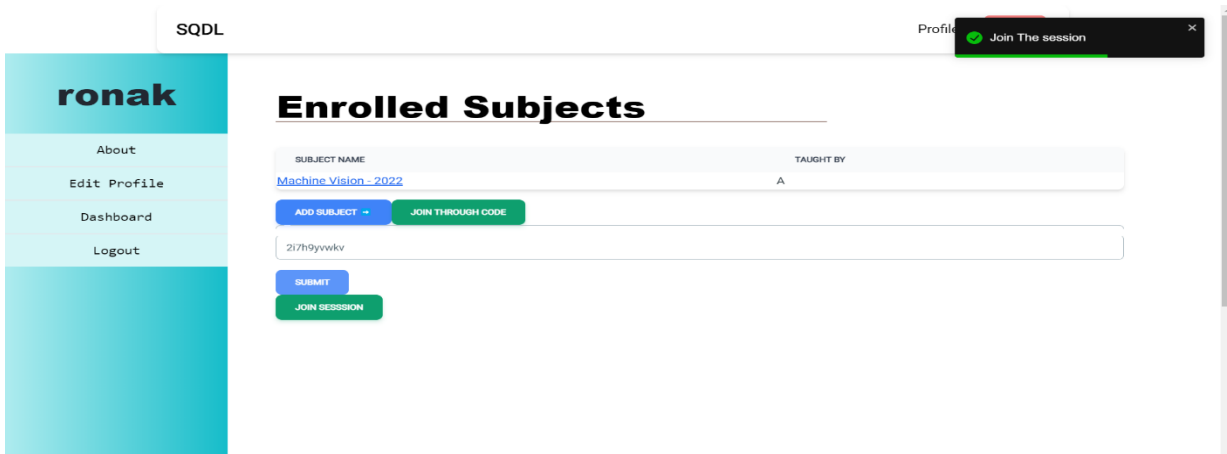 SQDL
Profile
Join The session
ronak
About
Edit Profile
Dashboard
Logout
Enrolled Subjects
SUBJECT NAME TAUGHT BY
Machine Vision - 2022 A
ADD SUBJECT JOIN THROUGH CODE
2i7h9yvwkv
SUBMIT
JOIN SESSSION